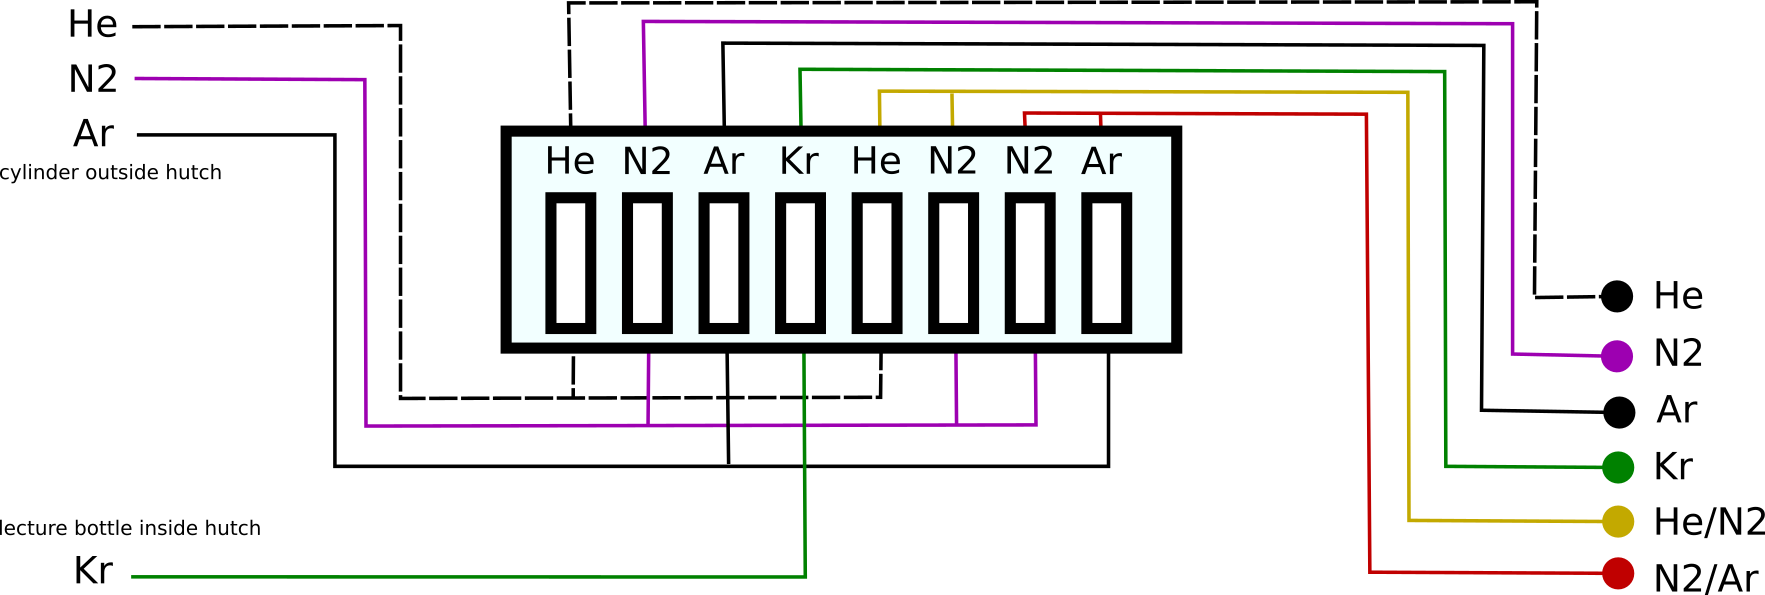 He
N2
Ar
cylinder outside hutch
He N2 Ar Kr He N2 N2 Ar
lecture bottle inside hutch
Kr
He
N2
Ar
Kr
He/N2
N2/Ar